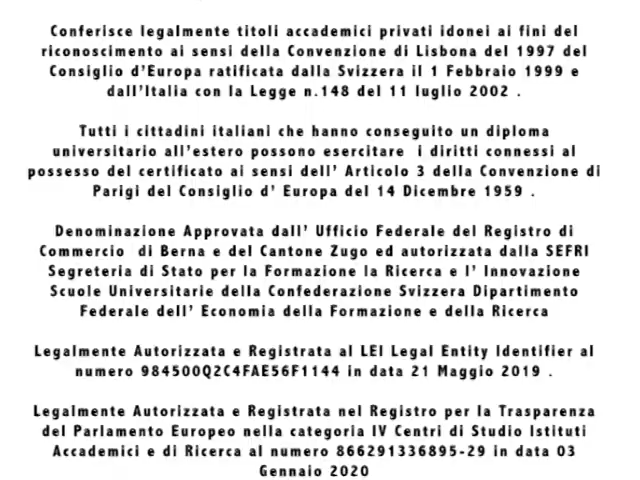 Conferisce legalmente titoli accademici privati idonei ai fini del
riconoscimento ai sensi della Convenzione di Lisbona del 1997 del
Consiglio d'Europa ratificata dalla Svizzera il 1 Febbraio 1999 e
dall'Italia con la Legge n.148 del 11 luglio 2002 .
Tutti i cittadini italiani che hanno conseguito un diploma
universitario all'estero possono esercitare i diritti connessi al
possesso del certificato ai sensi dell' Articolo 3 della Convenzione di
Parigi del Consiglio d' Europa del 14 Dicembre 1959 .
Denominazione Approvata dall' Ufficio Federale del Registro di
Commercio di Berna e del Cantone Zugo ed autorizzata dalla SEFRI
Segreteria di Stato per la Formazione la Ricerca e l' Innovazione
Scuole Universitarie della Confederazione Svizzera Dipartimento
Federale dell' Economia della Formazione e della Ricerca
Legalmente Autorizzata e Registrata al LEI Legal Entity Identifier al
numero 984500Q2C4FAE56F1144 in data 21 Maggio 2019 .
Legalmente Autorizzata e Registrata nel Registro per la Trasparenza
del Parlamento Europeo nella categoria IV Centri di Studio Istituti
Accademici e di Ricerca al numero 866291336895-29 in data 03
Gennaio 2020